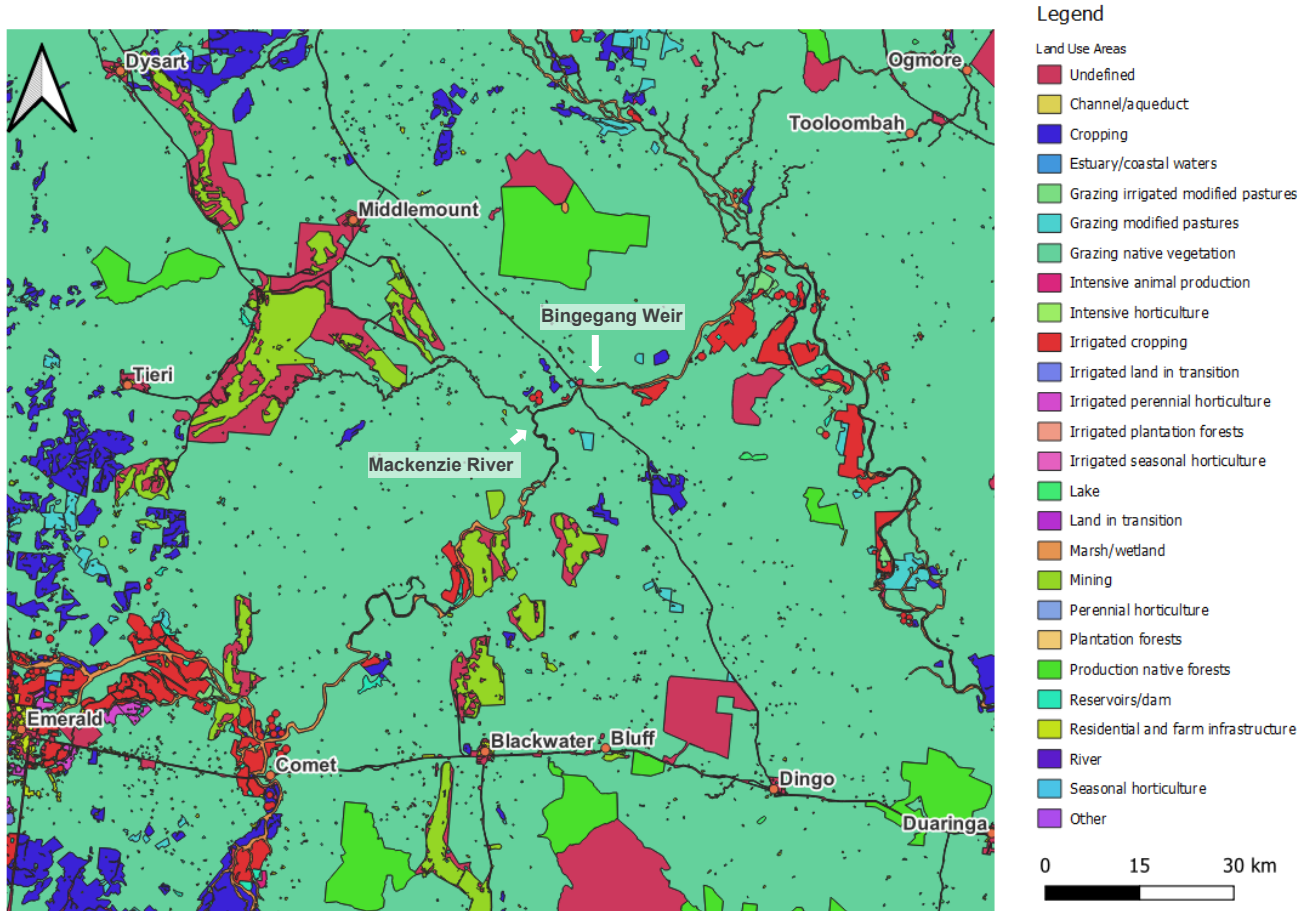 Dysart
Ogmore
Tooloombah
Middlemount
Bingegang Weir
Tieri
Mackenzie River
Emerald
Comet
Blackwater
Bluff
Dingo
Duaringa
Legend
Land Use Areas
Undefined
Channel/aqueduct
Cropping
Estuary/coastal waters
Grazing irrigated modified pastures
Grazing modified pastures
Grazing native vegetation
Intensive animal production
Intensive horticulture
Irrigated cropping
Irrigated land in transition
Irrigated perennial horticulture
Irrigated plantation forests
Irrigated seasonal horticulture
Lake
Land in transition
Marsh/wetland
Mining
Perennial horticulture
Plantation forests
Production native forests
Reservoirs/dam
Residential and farm infrastructure
River
Seasonal horticulture
Other
0 15 30 km